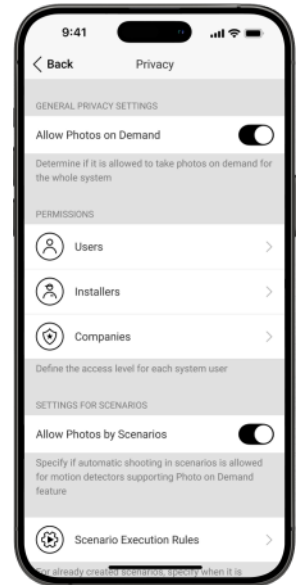 9:41
Back Privacy
GENERAL PRIVACY SETTINGS
Allow Photos on Demand
Determine if it is allowed to take photos on demand for
the whole system
PERMISSIONS
Users
Installers
Companies
Define the access level for each system user
SETTINGS FOR SCENARIOS
Allow Photos by Scenarios
Specify if automatic shooting in scenarios is allowed
for motion detectors supporting Photo on Demand
feature
Scenario Execution Rules
For already created scenarios, specify when it is